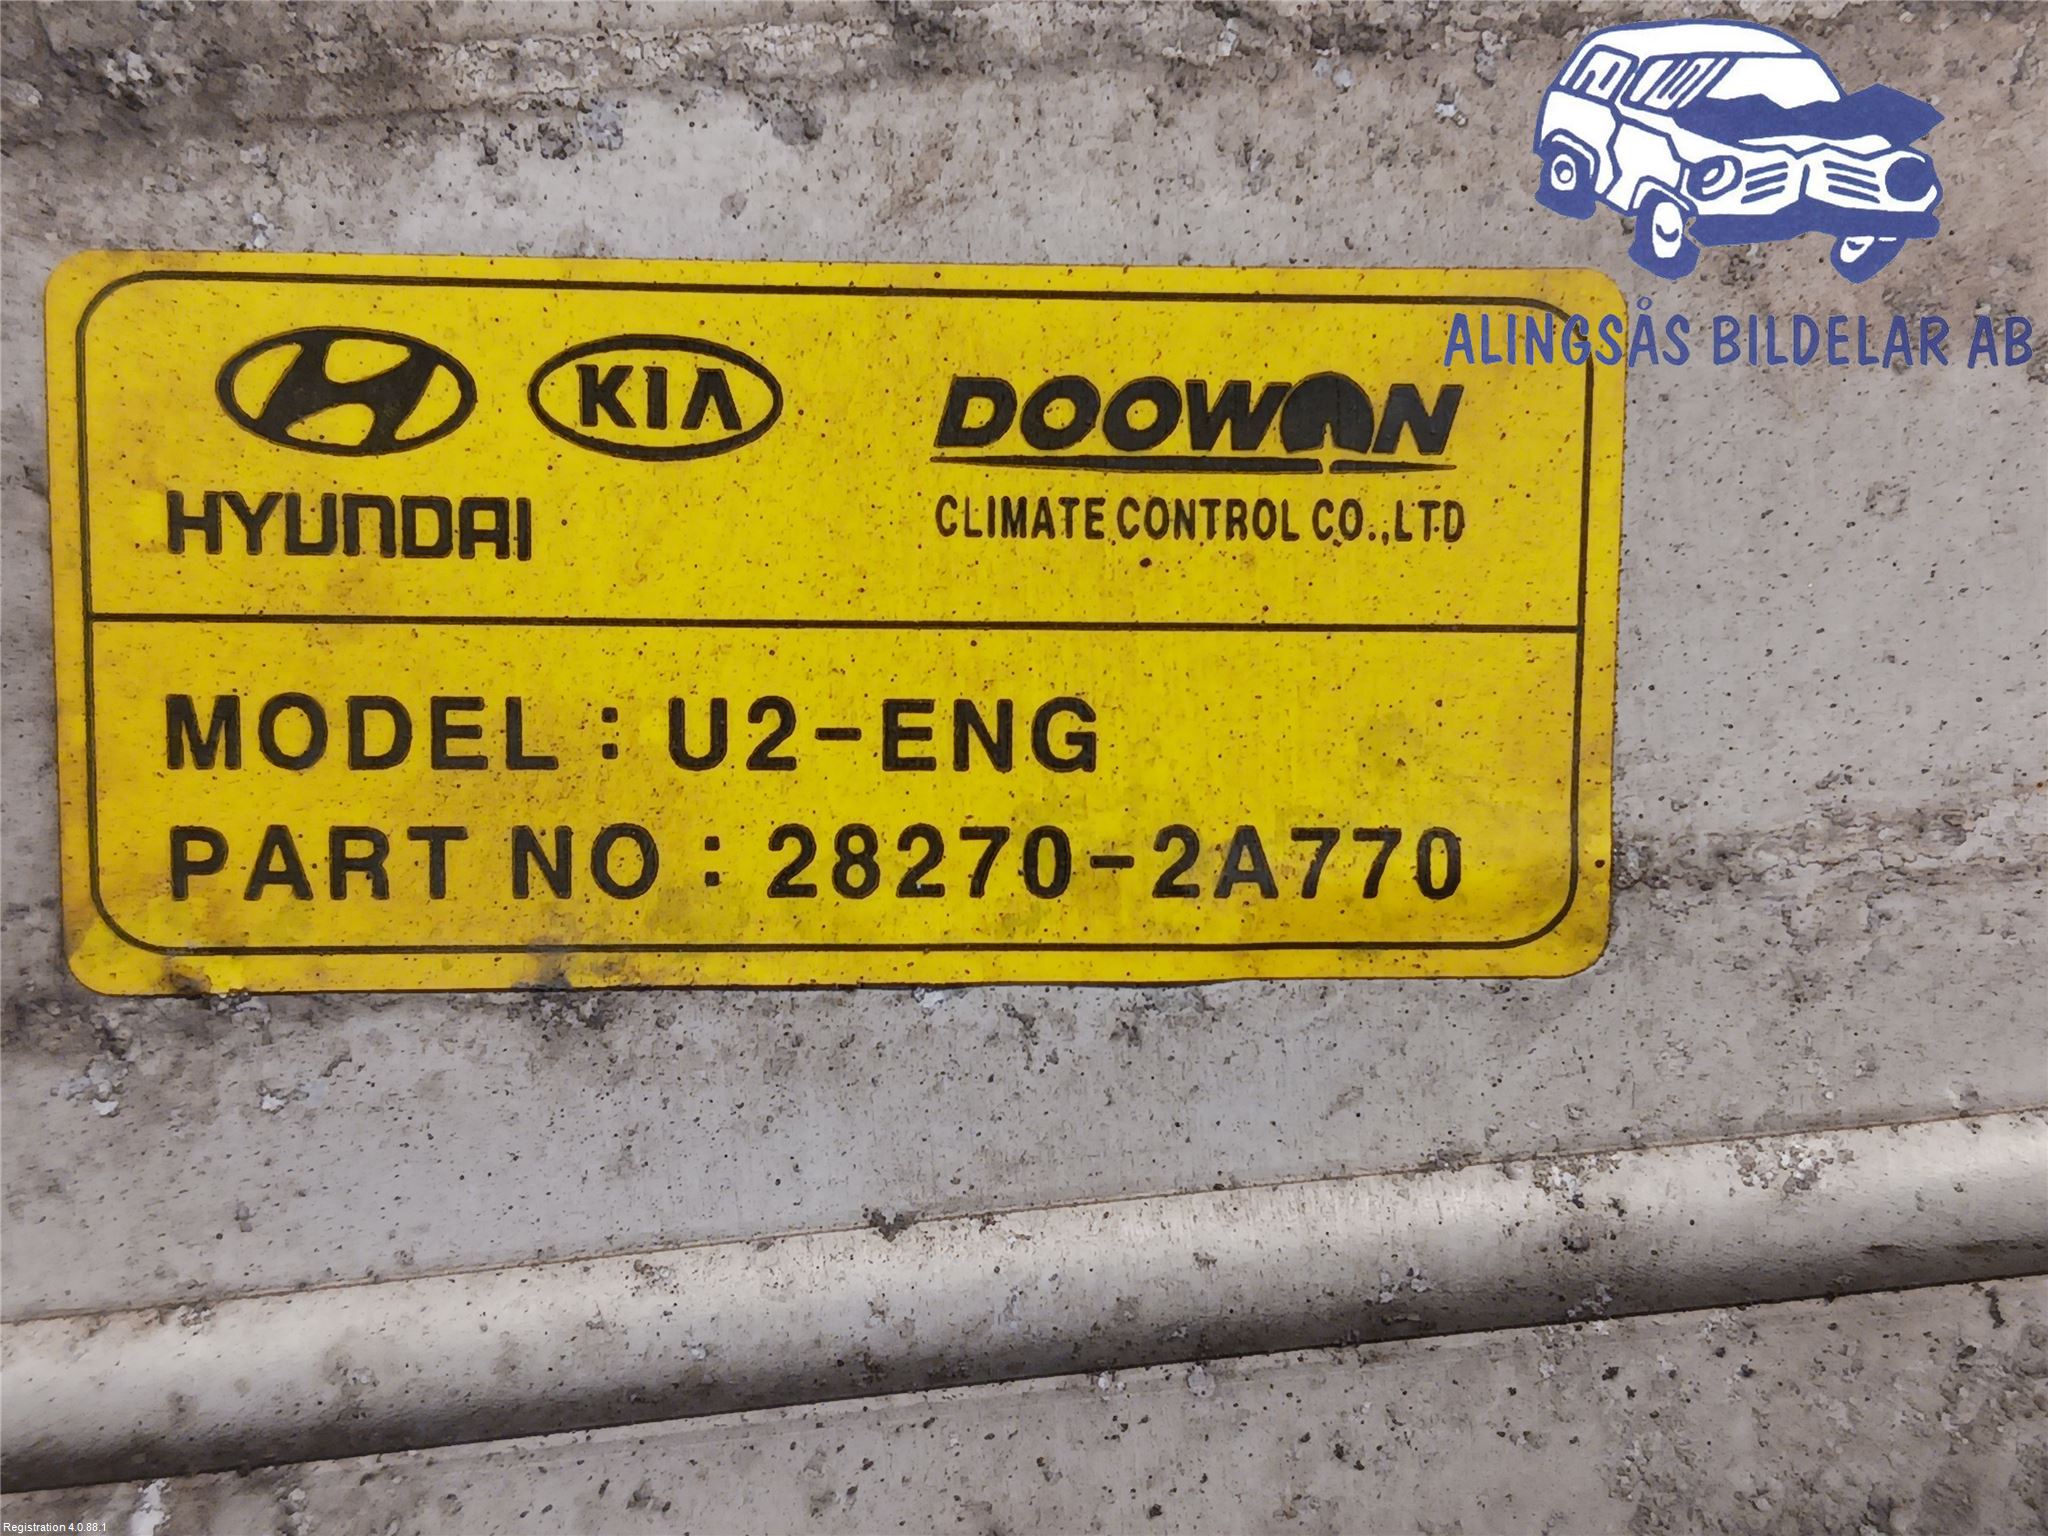 ALINGSÅS BILDELAR AB
KIA
DOOWAN
HYUNDAI
CLIMATE CONTROL CO.,LTD
MODEL : U2-ENG
PART NO : 28270-2A770
Registration 4.0.88.1